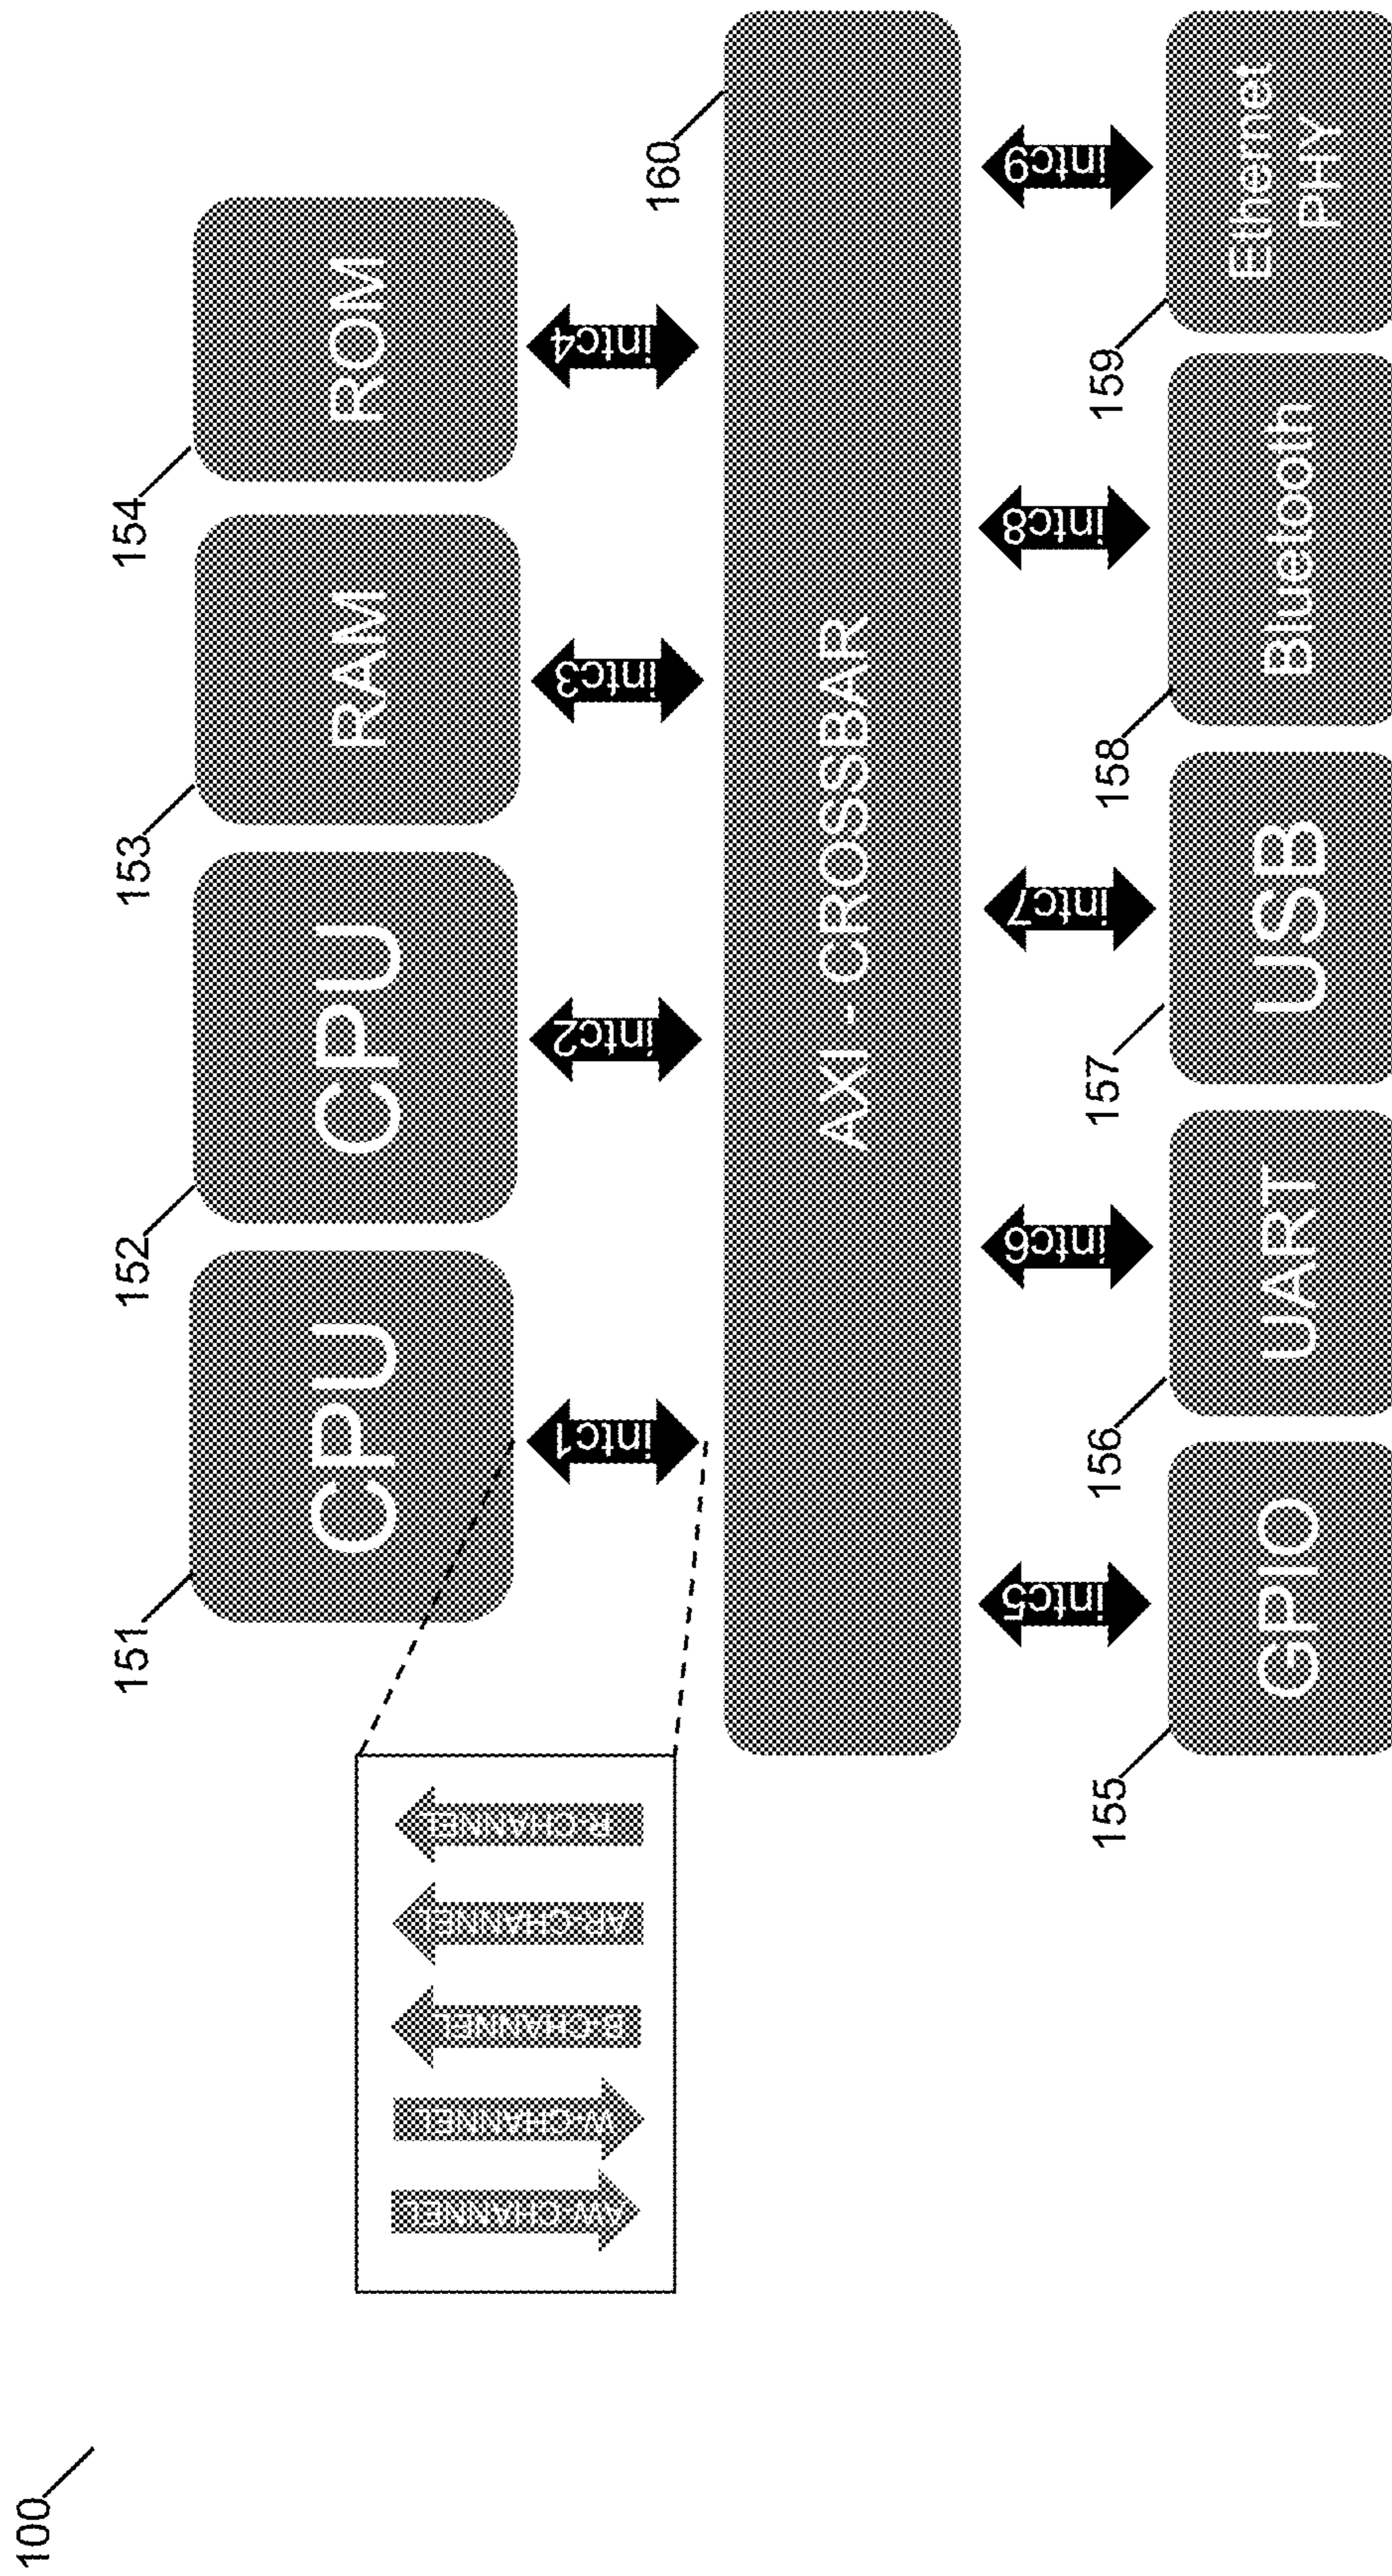 100
151
152
153
154
CPU
CPU
RAM
ROM
intc1
intc2
intc3
intc4
AW-CHANNEL
W-CHANNEL
B-CHANNEL
AR-CHANNEL
R-CHANNEL
160
AXI - CROSSBAR
intc5
intc6
intc7
intc8
intc9
155
156
157
158
159
GPIO
UART
USB
Bluetooth
Ethernet
PHY